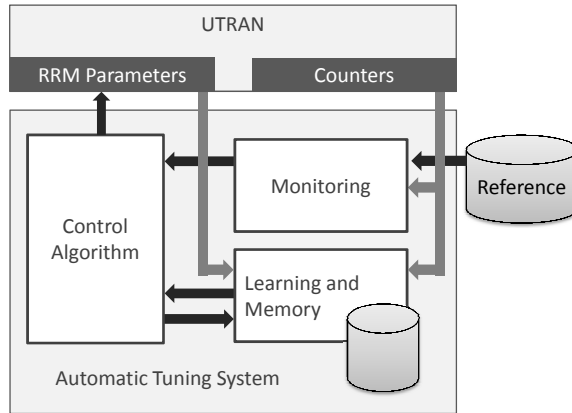 UTRAN
RRM Parameters
Counters
Monitoring
Reference
Control
Algorithm
Learning and
Memory
Automatic Tuning System